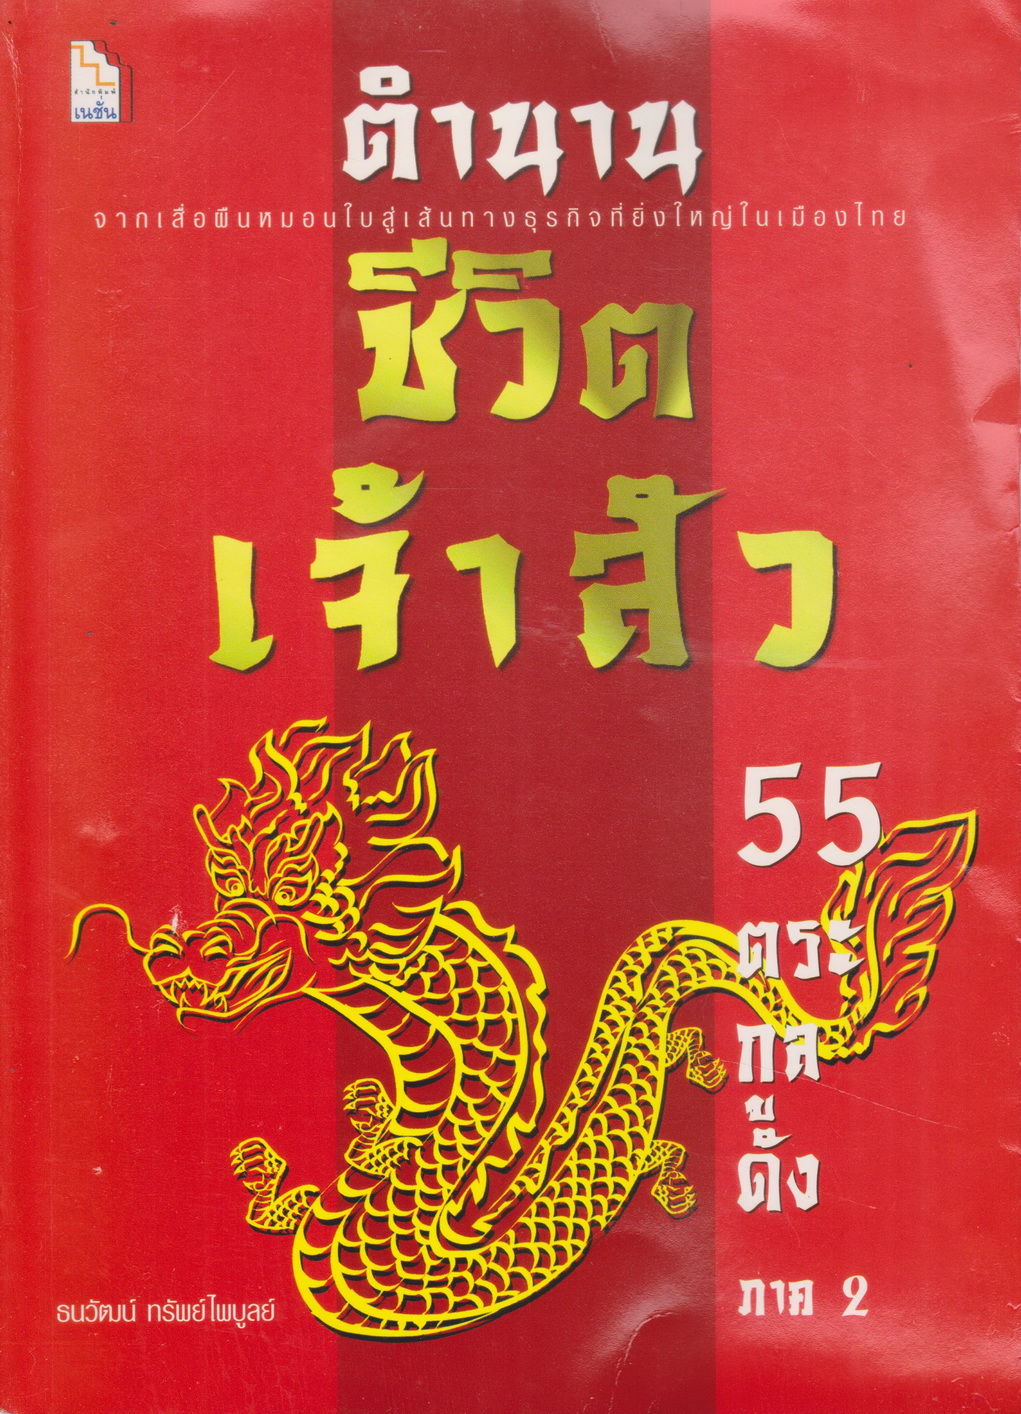 สำนักพิมพ์
เนชั่น
ตำนาน
จากเสื่อผืนหมอนใบสู่เส้นทางธุรกิจที่ยิ่งใหญ่ในเมืองไทย
ชีวิต
เจ้าสัว
55
ตระ
กูล
ดัง
ภาค 2
ธนวัฒน์ ทรัพย์ไพบูลย์